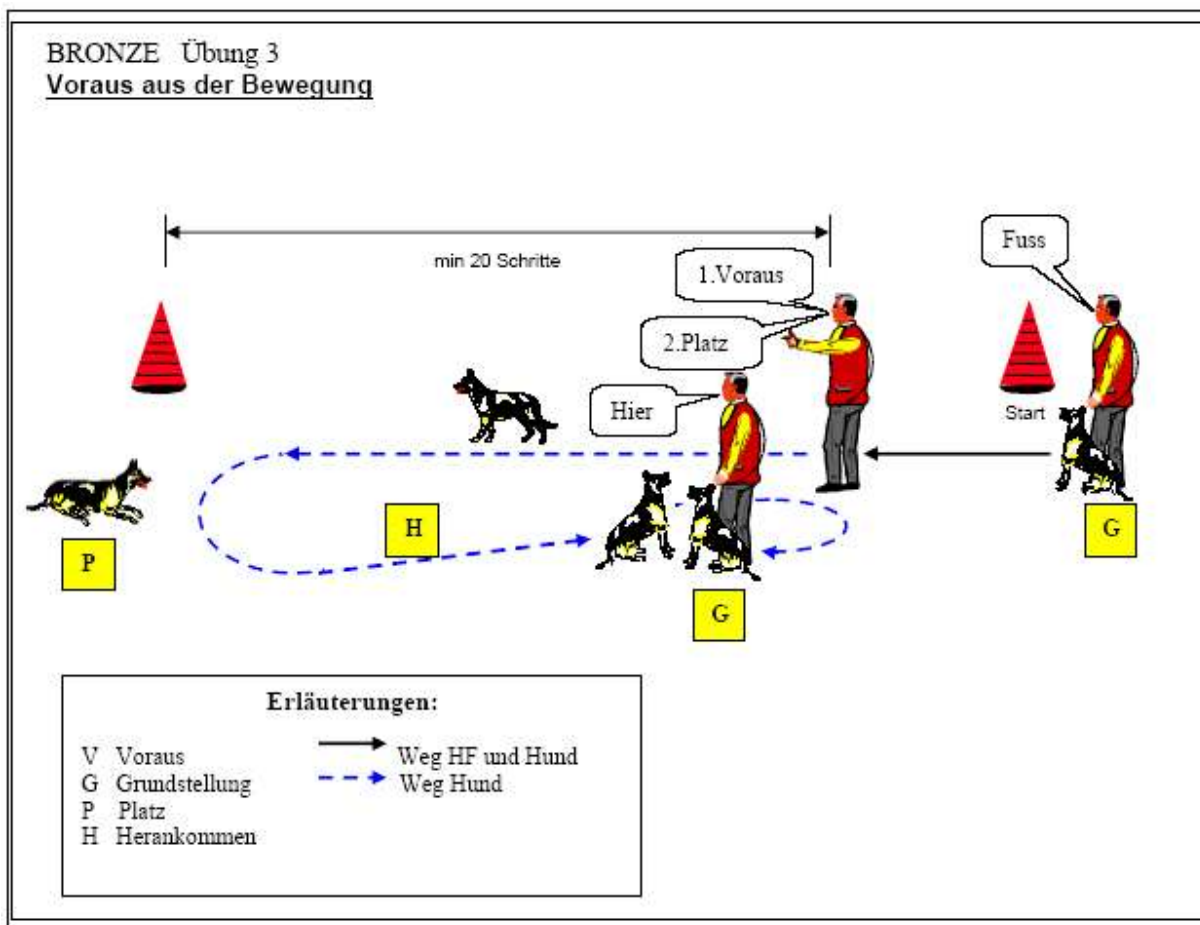 BRONZE Übung 3
Voraus aus der Bewegung
min 20 Schritte
1.Voraus
2.Platz
Hier
Fuss
Start
P
H
G
G
Erläuterungen:
V Voraus
G Grundstellung
P Platz
H Herankommen
Weg HF und Hund
Weg Hund